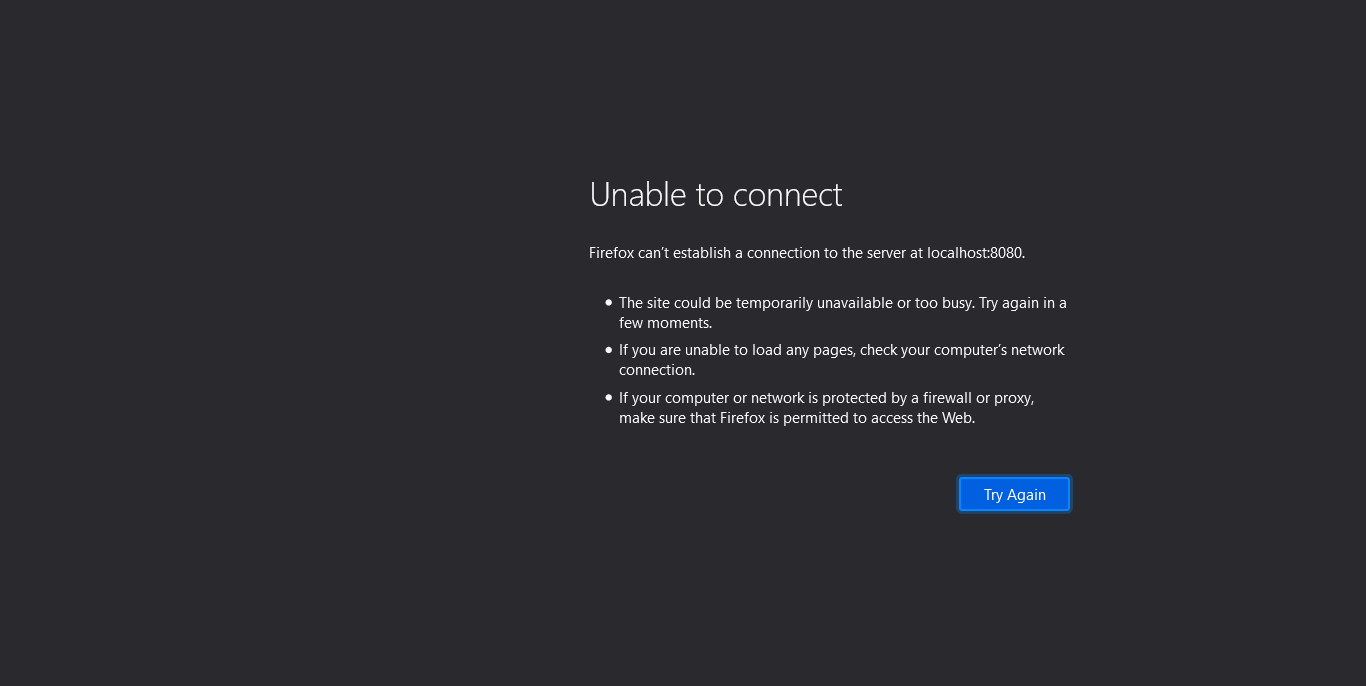 Unable to connect
Firefox can’t establish a connection to the server at localhost:8080.
The site could be temporarily unavailable or too busy. Try again in a
few moments.
If you are unable to load any pages, check your computer’s network
connection.
If your computer or network is protected by a firewall or proxy,
make sure that Firefox is permitted to access the Web.
Try Again